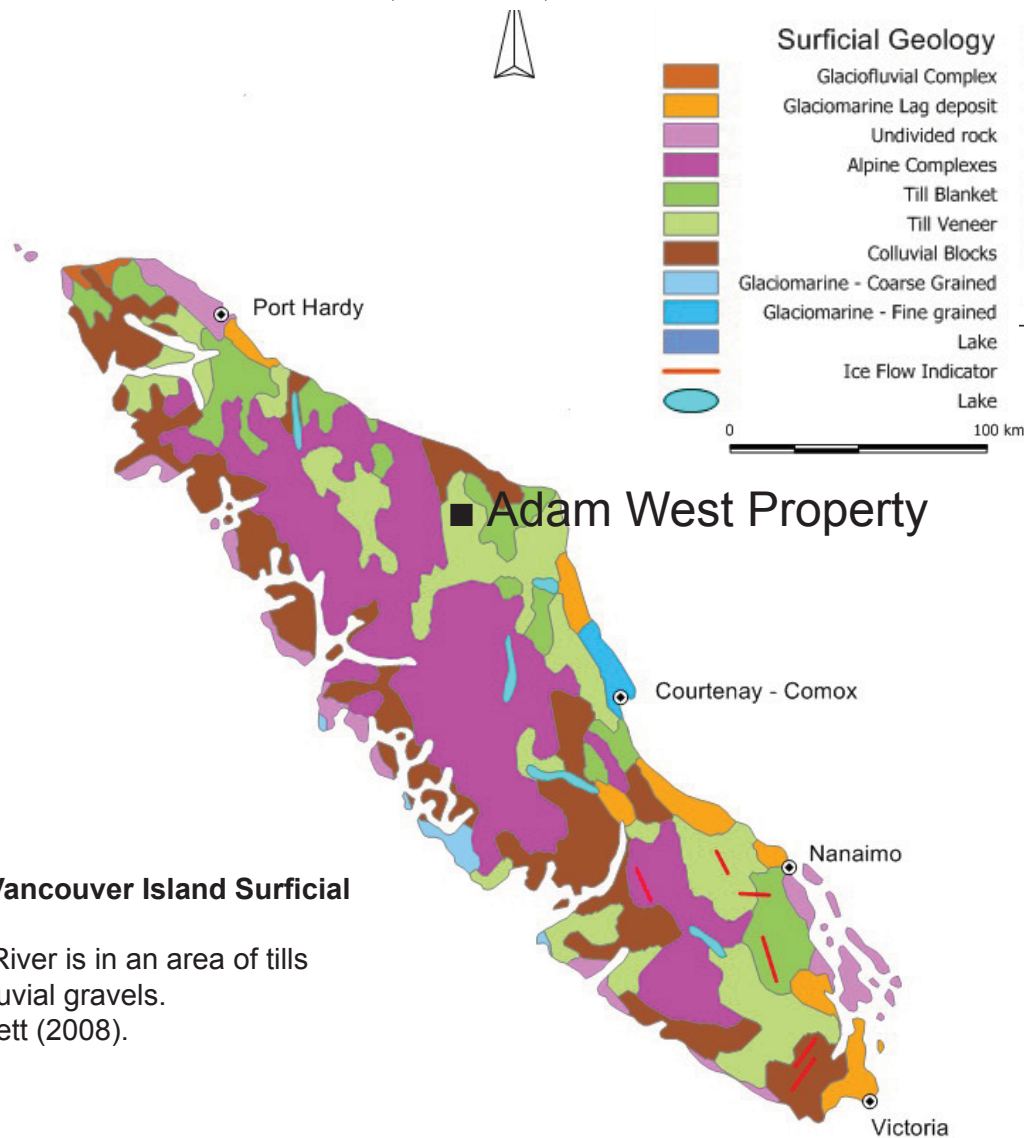 Surficial Geology
Glaciofluvial Complex
Glaciomarine Lag deposit
Undivided rock
Alpine Complexes
Till Blanket
Till Veneer
Colluvial Blocks
Glaciomarine - Coarse Grained
Glaciomarine - Fine grained
Lake
Ice Flow Indicator
Lake
0 100 km
Port Hardy
Adam West Property
Courtenay - Comox
Nanaimo
Victoria
Vancouver Island Surficial
River is in an area of tills
uvial gravels.
ett (2008).